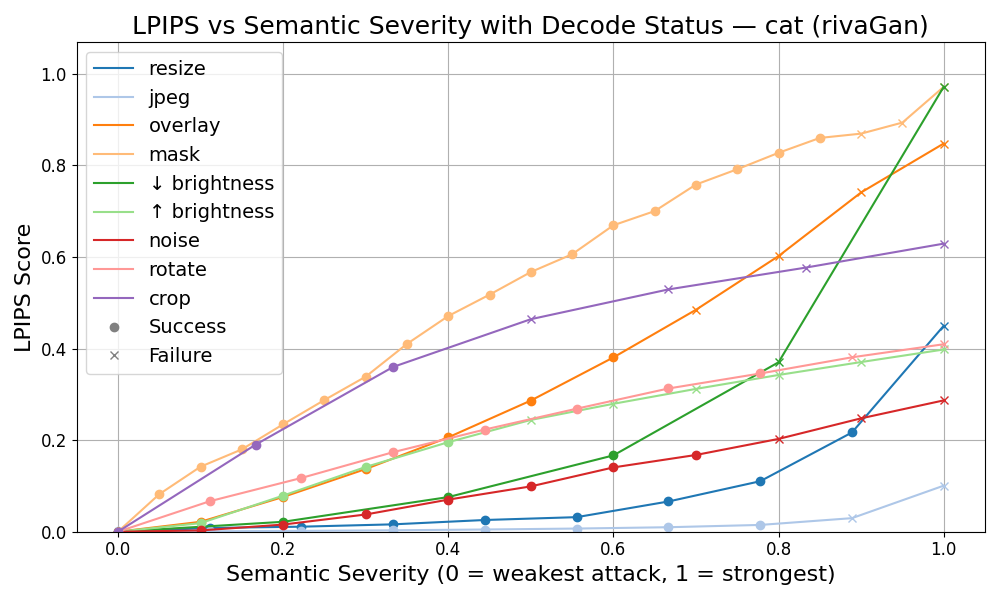 LPIPS vs Semantic Severity with Decode Status — cat (rivaGan)
LPIPS Score
1.0
0.8
0.6
0.4
0.2
0.0
resize
jpeg
overlay
mask
↓ brightness
↑ brightness
noise
rotate
crop
Success
Failure
0.0 0.2 0.4 0.6 0.8 1.0
Semantic Severity (0 = weakest attack, 1 = strongest)